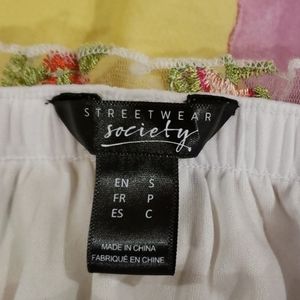 STREETWEAR
society
EN S
FR P
ES C
MADE IN CHINA
FABRIQUÉ EN CHINE